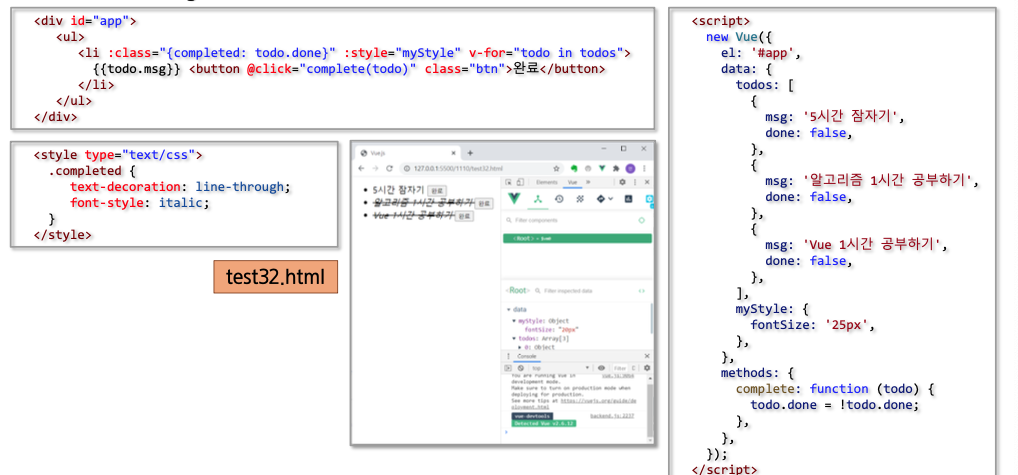 <div id="app">
<ul>
<li :class="{completed: todo.done}" :style="myStyle" v-for="todo in todos">
{{todo.msg}} <button @click="complete(todo)" class="btn">완료</button>
</li>
</ul>
</div>
<style type="text/css">
.completed {
text-decoration: line-through;
font-style: italic;
}
</style>
test32.html
Vue.js
127.0.0.1:5500/1110/test32.html
5시간 잠자기 완료
알고리즘 1시간 공부하기 완료
Vue 1시간 공부하기 완료
Elements Vue
Filter components
<Root>
<Root> Filter inspected data
data
myStyle: Object
fontSize: "20px"
todos: Array[3]
0: Object
Console
top Filter
You are running Vue in
development mode.
Make sure to turn on production mode when
deploying for production.
See more tips at https://vuejs.org/guide/de
ployment.html
vue-devtools backend.js:2237
Detected Vue v2.6.12
<script>
new Vue({
el: '#app',
data: {
todos: [
{
msg: '5시간 잠자기',
done: false,
},
{
msg: '알고리즘 1시간 공부하기',
done: false,
},
{
msg: 'Vue 1시간 공부하기',
done: false,
},
],
myStyle: {
fontSize: '25px',
},
},
methods: {
complete: function (todo) {
todo.done = !todo.done;
},
},
});
</script>